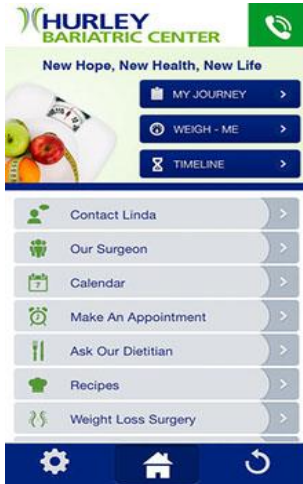 HURLEY
BARIATRIC CENTER
New Hope, New Health, New Life
MY JOURNEY
WEIGH - ME
TIMELINE
Contact Linda
Our Surgeon
7
Calendar
Make An Appointment
Ask Our Dietitian
Recipes
Weight Loss Surgery